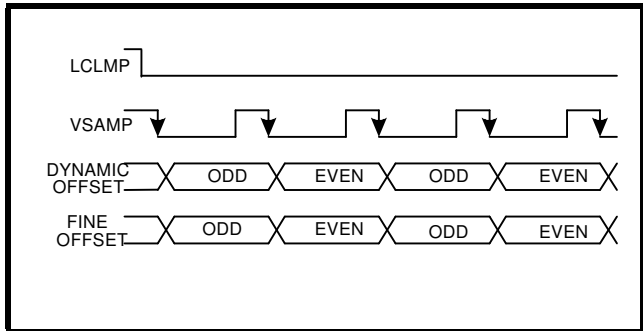 LCLMP
VSAMP
DYNAMIC
OFFSET
ODD EVEN ODD EVEN
FINE
OFFSET
ODD EVEN ODD EVEN